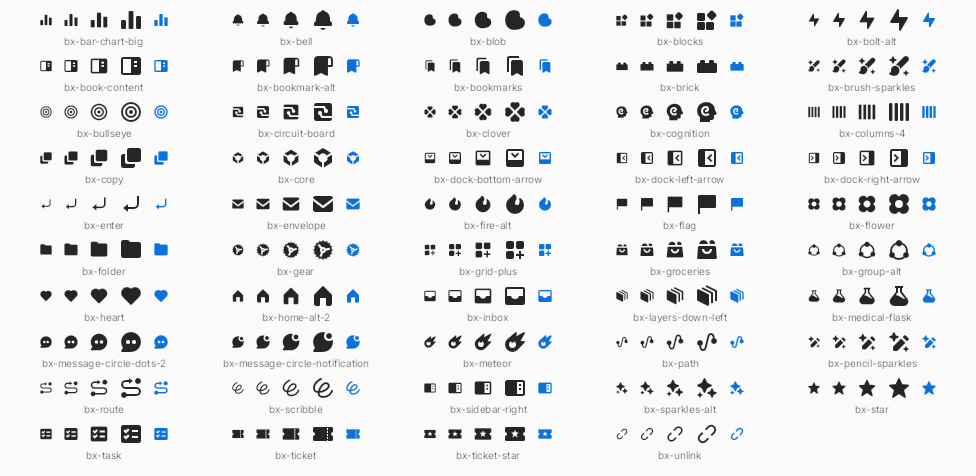 bx-bar-chart-big bx-bell bx-blob bx-blocks bx-bolt-alt
bx-book-content bx-bookmark-alt bx-bookmarks bx-brick bx-brush-sparkles
bx-bullseye bx-circuit-board bx-clover bx-cognition bx-columns-4
bx-copy bx-core bx-dock-bottom-arrow bx-dock-left-arrow bx-dock-right-arrow
bx-enter bx-envelope bx-fire-alt bx-flag bx-flower
bx-folder bx-gear bx-grid-plus bx-groceries bx-group-alt
bx-heart bx-home-alt-2 bx-inbox bx-layers-down-left bx-medical-flask
bx-message-circle-dots-2 bx-message-circle-notification bx-meteor bx-path bx-pencil-sparkles
bx-route bx-scribble bx-sidebar-right bx-sparkles-alt bx-star
bx-task bx-ticket bx-ticket-star bx-unlink